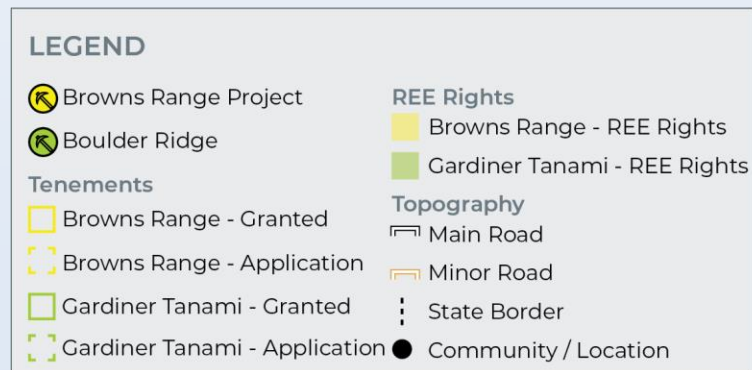 LEGEND
Browns Range Project
Boulder Ridge
Tenements
Browns Range - Granted
Browns Range - Application
Gardiner Tanami - Granted
Gardiner Tanami - Application
REE Rights
Browns Range - REE Rights
Gardiner Tanami - REE Rights
Topography
Main Road
Minor Road
State Border
Community / Location